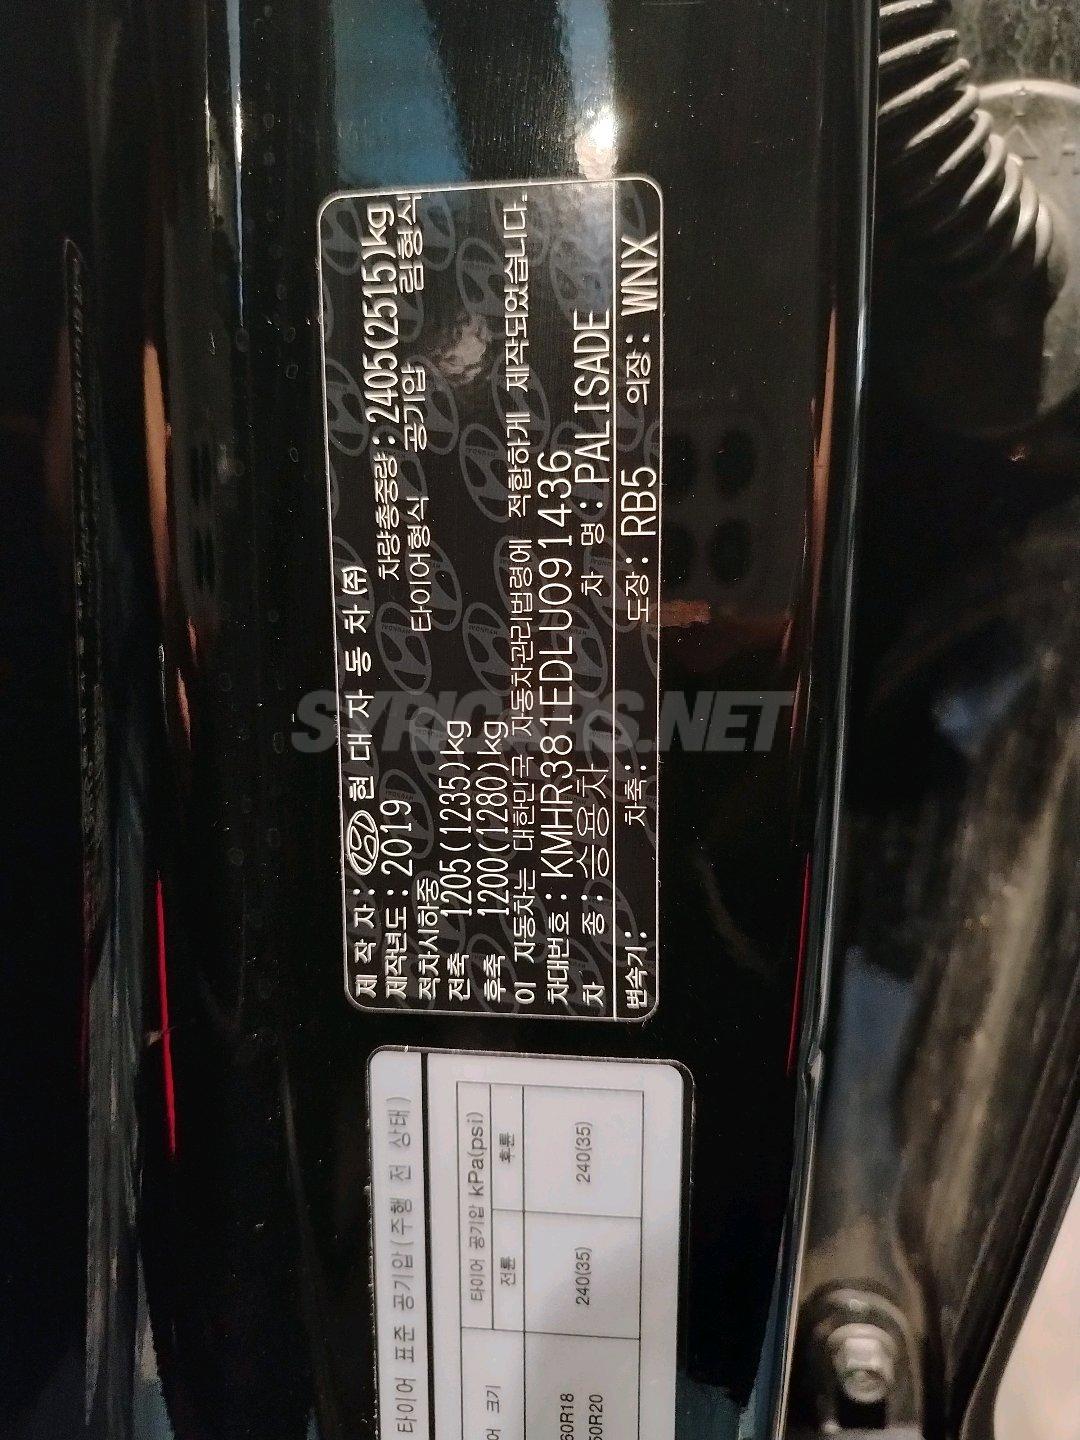 제 작 자: 현 대 자 동 차 (주)
제작년도: 2019 차량총중량: 2405(2515)kg
적차시하중 타이어형식 공기압 림형식
전축 1205(1235)kg
후축 1200(1280)kg
이 자동차는 대한민국 자동차관리법령에 적합하게 제작되었습니다.
차대번호: KMHR381EDLU091436
차 종: 승용차 차 명: PALISADE
변속기: 차축: 도장: RB5 의장: WNX
타이어 표준 공기압(주행 전 상태)
크기 타이어 공기압 kPa(psi)
전륜 후륜
60R18 240(35) 240(35)
50R20
SYRIACARS.NET
HYUNDAI